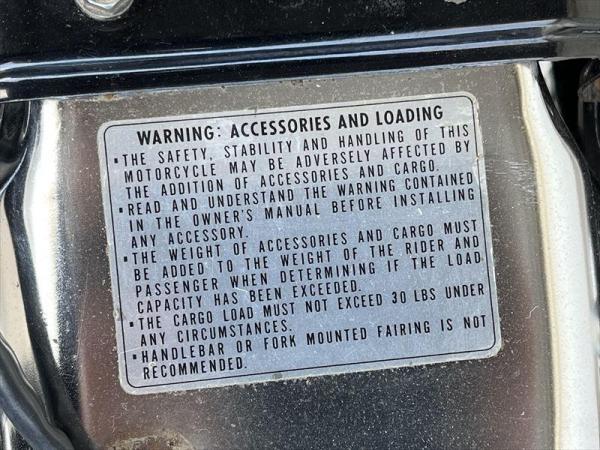 WARNING: ACCESSORIES AND LOADING
▪THE SAFETY, STABILITY AND HANDLING OF THIS
MOTORCYCLE MAY BE ADVERSELY AFFECTED BY
THE ADDITION OF ACCESSORIES AND CARGO.
▪READ AND UNDERSTAND THE WARNING CONTAINED
IN THE OWNER'S MANUAL BEFORE INSTALLING
ANY ACCESSORY.
▪THE WEIGHT OF ACCESSORIES AND CARGO MUST
BE ADDED TO THE WEIGHT OF THE RIDER AND
PASSENGER WHEN DETERMINING IF THE LOAD
CAPACITY HAS BEEN EXCEEDED.
▪THE CARGO LOAD MUST NOT EXCEED 30 LBS UNDER
ANY CIRCUMSTANCES.
▪HANDLEBAR OR FORK MOUNTED FAIRING IS NOT
RECOMMENDED.